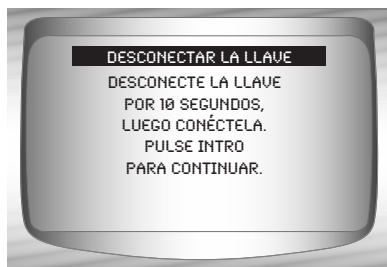 DESCONECTAR LA LLAVE
DESCONECTE LA LLAVE
POR 10 SEGUNDOS,
LUEGO CONÉCTELA.
PULSE INTRO
PARA CONTINUAR.